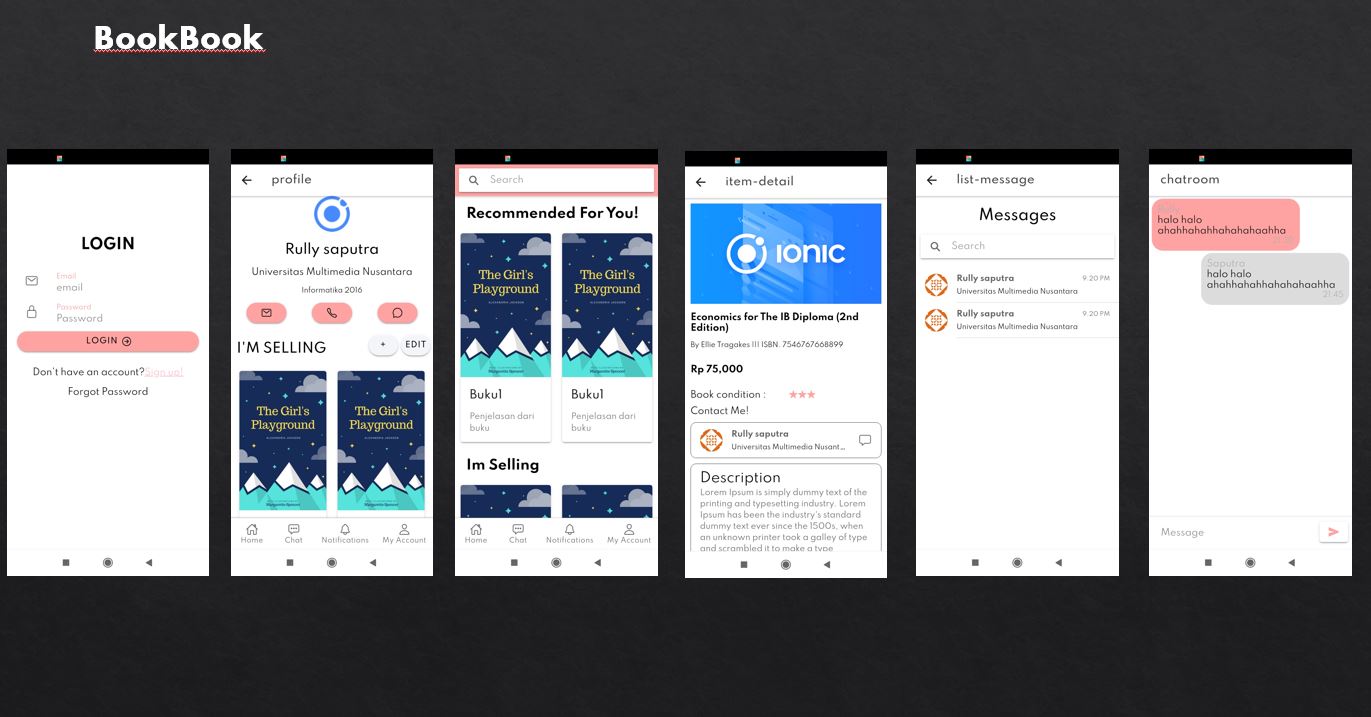 BookBook
LOGIN
Email
email
Password
Password
LOGIN
Don't have an account?Sign up!
Forgot Password
profile
Rully saputra
Universitas Multimedia Nusantara
Informatika 2016
I'M SELLING
+
EDIT
The Girl's
Playground
The Girl's
Playground
Home
Chat
Notifications
My Account
Search
Recommended For You!
The Girl's
Playground
ALEXANDRIA JACKSON
Marguerite Spencer
The Girl's
Playground
ALEXANDRIA JACKSON
Marguerite Spencer
Buku1
Penjelasan dari
buku
Buku1
Penjelasan dari
buku
Im Selling
Home
Chat
Notifications
My Account
item-detail
IONIC
Economics for The IB Diploma (2nd
Edition)
By Ellie Tragakes III ISBN. 7546767668899
Rp 75,000
Book condition :
Contact Me!
Rully saputra
Universitas Multimedia Nusant...
Description
Lorem Ipsum is simply dummy text of the
printing and typesetting industry. Lorem
Ipsum has been the industry's standard
dummy text ever since the 1500s, when
an unknown printer took a galley of type
and scrambled it to make a type
list-message
Messages
Search
Rully saputra
9.20 PM
Universitas Multimedia Nusantara
Rully saputra
9.20 PM
Universitas Multimedia Nusantara
chatroom
halo halo
ahahhahahhahahahaahha
Saputra
halo halo
ahahhahahhahahahaahha
21:45
Message